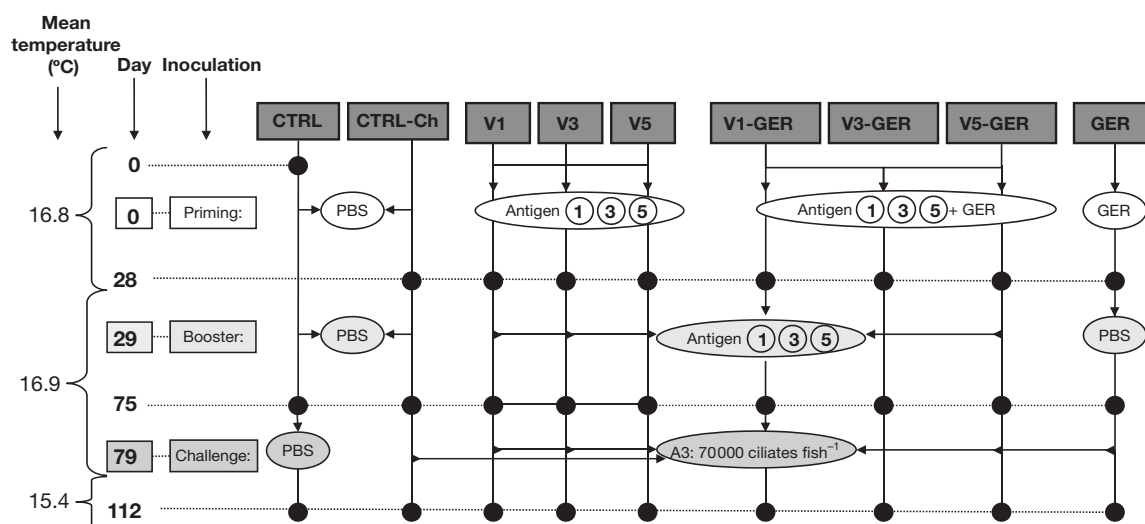 Mean
temperature
(ºC)
Day
Inoculation
CTRL
CTRL-Ch
V1
V3
V5
V1-GER
V3-GER
V5-GER
GER
0
16.8
0
Priming:
PBS
Antigen 1 3 5
Antigen 1 3 5 + GER
GER
28
29
Booster:
PBS
Antigen 1 3 5
PBS
16.9
75
79
Challenge:
PBS
A3: 70000 ciliates fish⁻¹
15.4
112